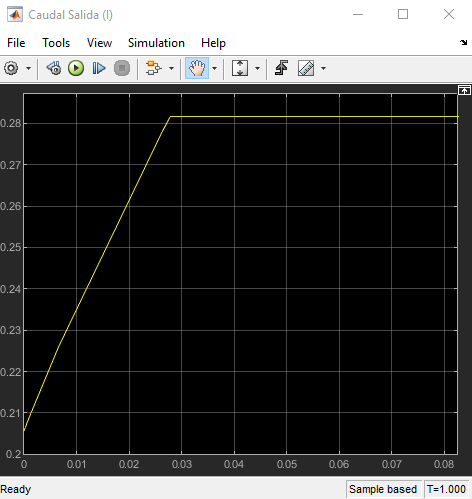 Caudal Salida (l)
File Tools View Simulation Help
0.28
0.27
0.26
0.25
0.24
0.23
0.22
0.21
0.2
0 0.01 0.02 0.03 0.04 0.05 0.06 0.07 0.08
Ready Sample based T=1.000